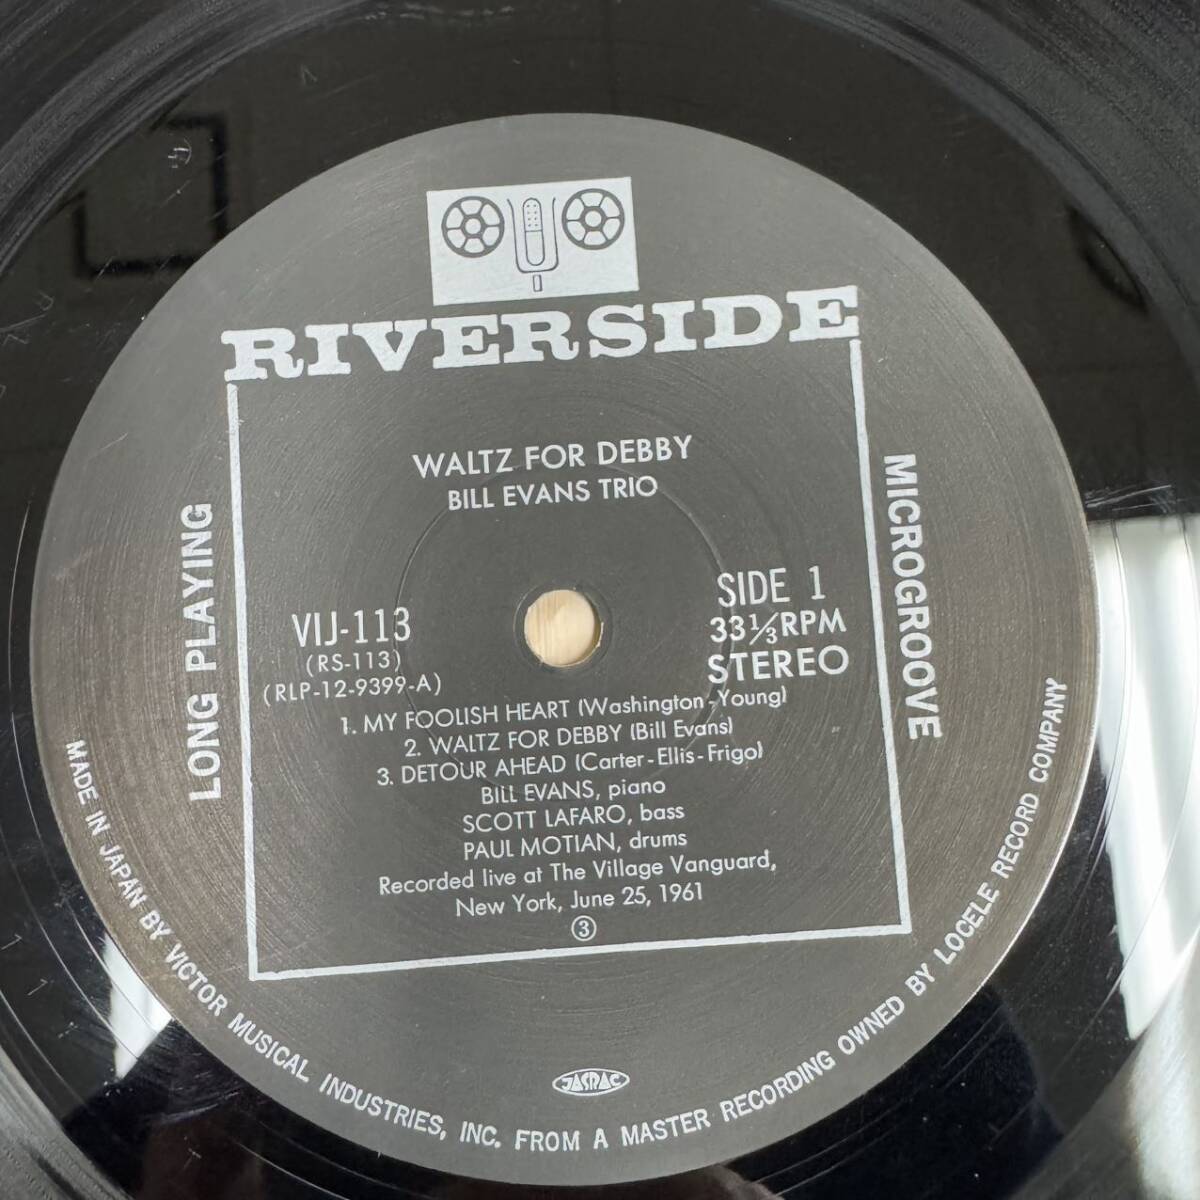 RIVERSIDE
WALTZ FOR DEBBY
BILL EVANS TRIO
LONG PLAYING
MICROGROOVE
VIJ-113
(RS-113)
(RLP-12-9399-A)
SIDE 1
33 1/3 RPM
STEREO
1. MY FOOLISH HEART (Washington-Young)
2. WALTZ FOR DEBBY (Bill Evans)
3. DETOUR AHEAD (Carter-Ellis-Frigo)
BILL EVANS, piano
SCOTT LAFARO, bass
PAUL MOTIAN, drums
Recorded live at The Village Vanguard,
New York, June 25, 1961
③
JASRAC
MADE IN JAPAN BY VICTOR MUSICAL INDUSTRIES, INC. FROM A MASTER RECORDING OWNED BY LOCELE RECORD COMPANY